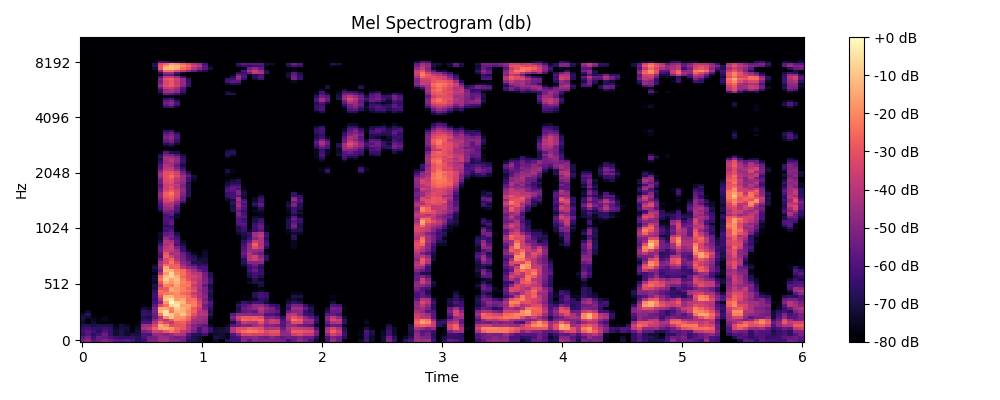 Mel Spectrogram (db)
Hz
8192
4096
2048
1024
512
0
0 1 2 3 4 5 6
Time
+0 dB
-10 dB
-20 dB
-30 dB
-40 dB
-50 dB
-60 dB
-70 dB
-80 dB